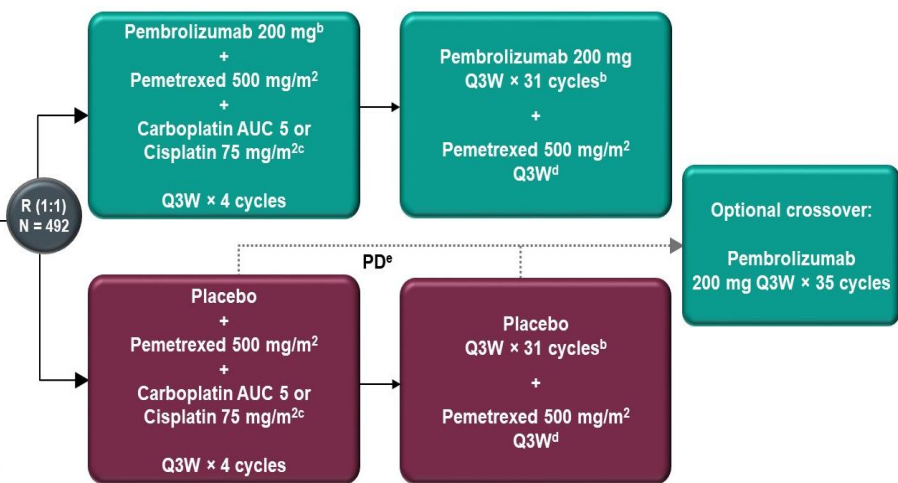 Pembrolizumab 200 mgᵇ
+
Pemetrexed 500 mg/m²
+
Carboplatin AUC 5 or
Cisplatin 75 mg/m²ᶜ
Q3W × 4 cycles
Pembrolizumab 200 mg
Q3W × 31 cyclesᵇ
+
Pemetrexed 500 mg/m²
Q3Wᵈ
R (1:1)
N = 492
Optional crossover:
Pembrolizumab
200 mg Q3W × 35 cycles
PDᵉ
Placebo
+
Pemetrexed 500 mg/m²
+
Carboplatin AUC 5 or
Cisplatin 75 mg/m²ᶜ
Q3W × 4 cycles
Placebo
Q3W × 31 cyclesᵇ
+
Pemetrexed 500 mg/m²
Q3Wᵈ